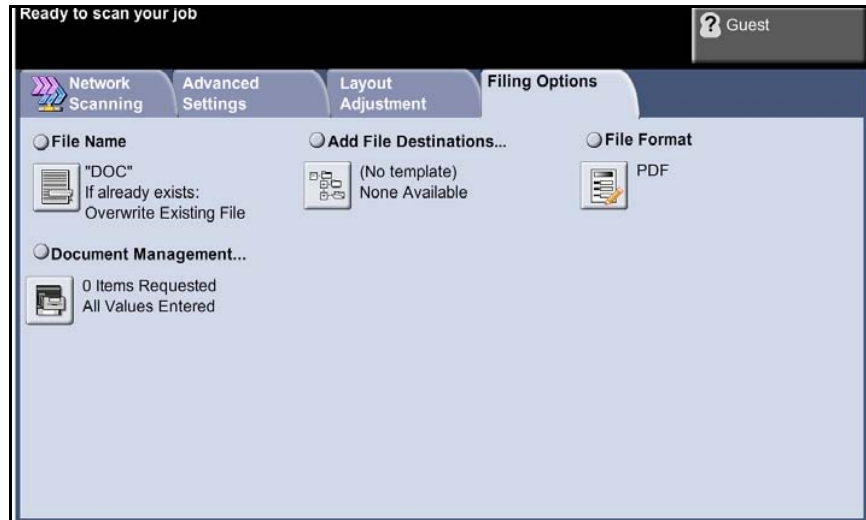 Ready to scan your job
Guest
Network Scanning
Advanced Settings
Layout Adjustment
Filing Options
File Name
"DOC"
If already exists:
Overwrite Existing File
Add File Destinations...
(No template)
None Available
File Format
PDF
Document Management...
0 Items Requested
All Values Entered